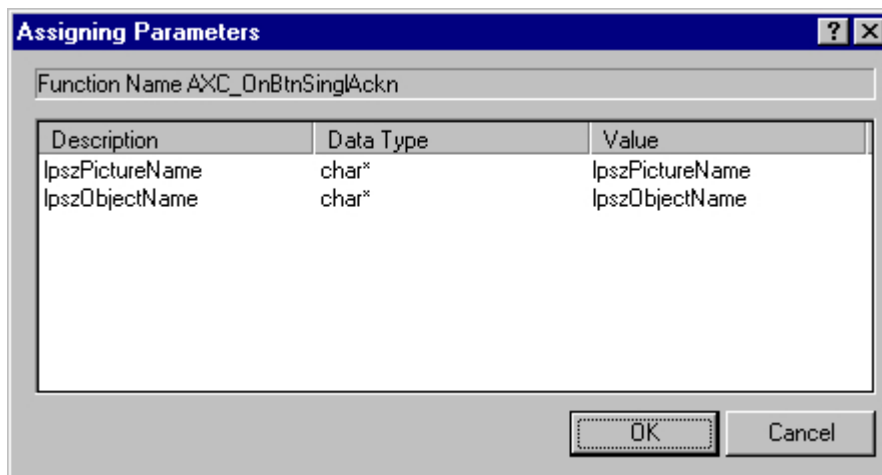 Assigning Parameters
Function Name AXC_OnBtnSinglAckn
Description Data Type Value
lpszPictureName char* lpszPictureName
lpszObjectName char* lpszObjectName
OK Cancel